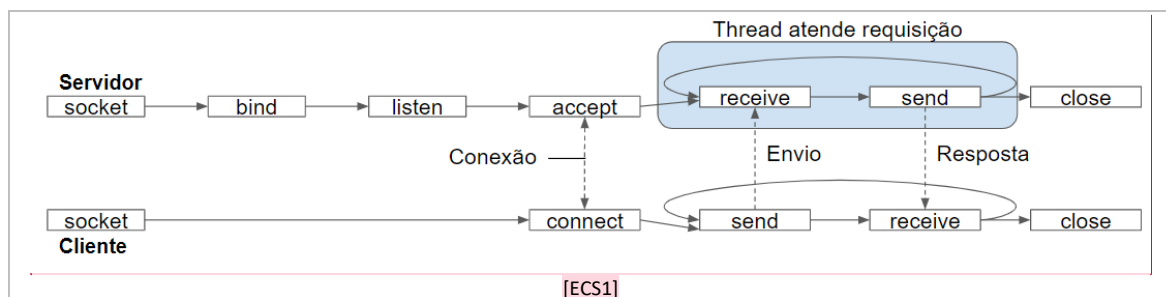 Thread atende requisição
Servidor
socket bind listen accept receive send close
Conexão Envio Resposta
socket connect send receive close
Cliente
[ECS1]